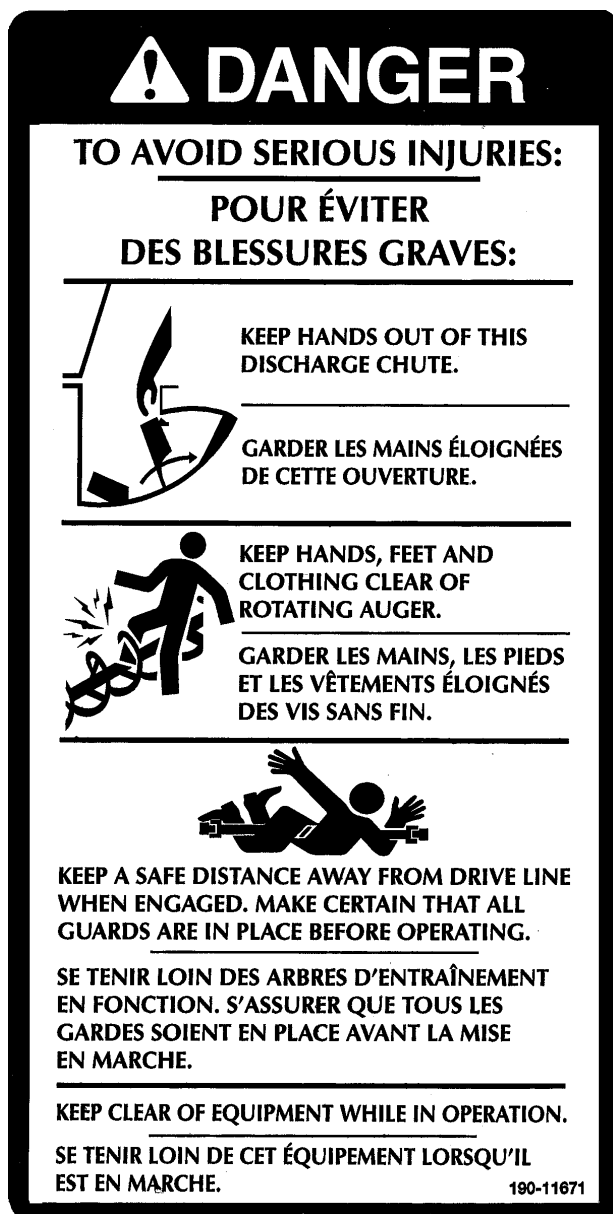 DANGER
TO AVOID SERIOUS INJURIES:
POUR ÉVITER
DES BLESSURES GRAVES:
KEEP HANDS OUT OF THIS
DISCHARGE CHUTE.
GARDER LES MAINS ÉLOIGNÉES
DE CETTE OUVERTURE.
KEEP HANDS, FEET AND
CLOTHING CLEAR OF
ROTATING AUGER.
GARDER LES MAINS, LES PIEDS
ET LES VÊTEMENTS ÉLOIGNÉS
DES VIS SANS FIN.
KEEP A SAFE DISTANCE AWAY FROM DRIVE LINE
WHEN ENGAGED. MAKE CERTAIN THAT ALL
GUARDS ARE IN PLACE BEFORE OPERATING.
SE TENIR LOIN DES ARBRES D'ENTRAÎNEMENT
EN FONCTION. S'ASSURER QUE TOUS LES
GARDES SOIENT EN PLACE AVANT LA MISE
EN MARCHE.
KEEP CLEAR OF EQUIPMENT WHILE IN OPERATION.
SE TENIR LOIN DE CET ÉQUIPEMENT LORSQU'IL
EST EN MARCHE.
190-11671